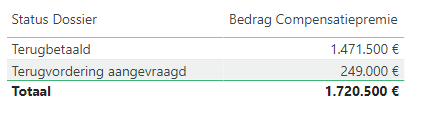 Status Dossier Bedrag Compensatiepremie
Terugbetaald 1.471.500 €
Terugvordering aangevraagd 249.000 €
Totaal 1.720.500 €